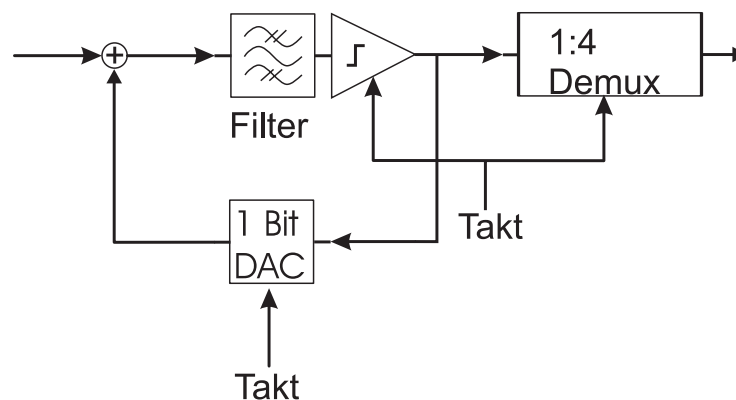 1:4
Demux
Filter
Takt
1 Bit
DAC
Takt